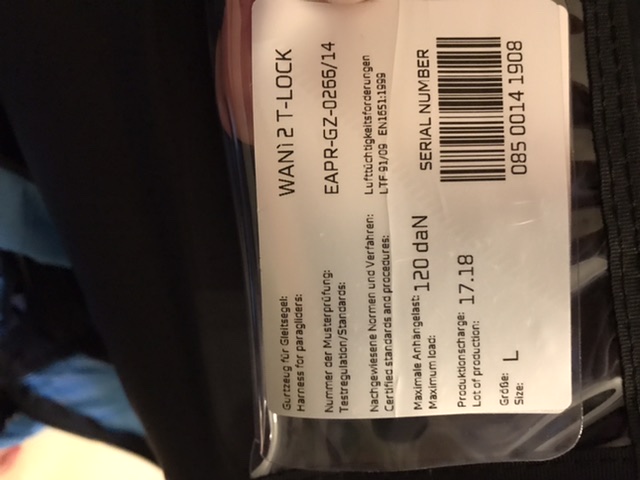 Gurtzeug für Gleitsegel:
Harness for paragliders:
WANI 2 T-LOCK
Nummer der Musterprüfung:
Testregulation/Standards:
EAPR-GZ-0266/14
Nachgewiesene Normen und Verfahren:
Certified standards and procedures:
Lufttüchtigkeitsforderungen
LTF 91/09 EN1651:1999
Maximale Anhängelast:
Maximum load:
120 daN
Produktionscharge:
Lot of production:
17.18
Größe:
Size:
L
SERIAL NUMBER
085 0014 1908